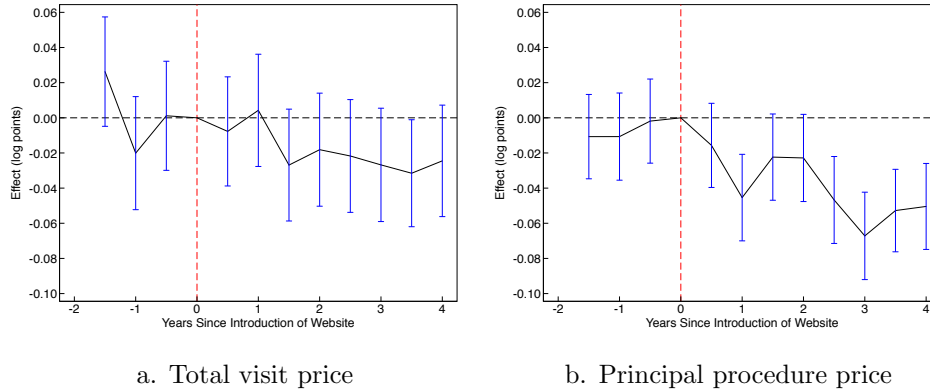 0.06
0.04
0.02
0.00
-0.02
-0.04
-0.06
-0.08
-0.10
Effect (log points)
-2 -1 0 1 2 3 4
Years Since Introduction of Website
a. Total visit price
0.06
0.04
0.02
0.00
-0.02
-0.04
-0.06
-0.08
-0.10
Effect (log points)
-2 -1 0 1 2 3 4
Years Since Introduction of Website
b. Principal procedure price